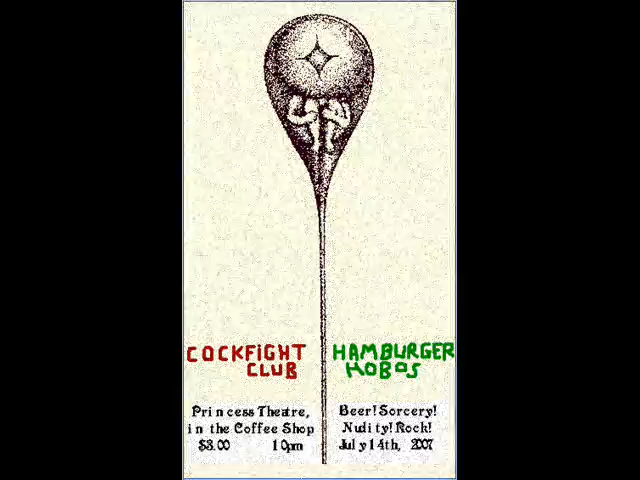 COCKFIGHT
CLUB
HAMBURGER
HOBOS
Princess Theatre,
in the Coffee Shop
$3.00 10pm
Beer! Sorcery!
Nudity! Rock!
July 14th, 2007